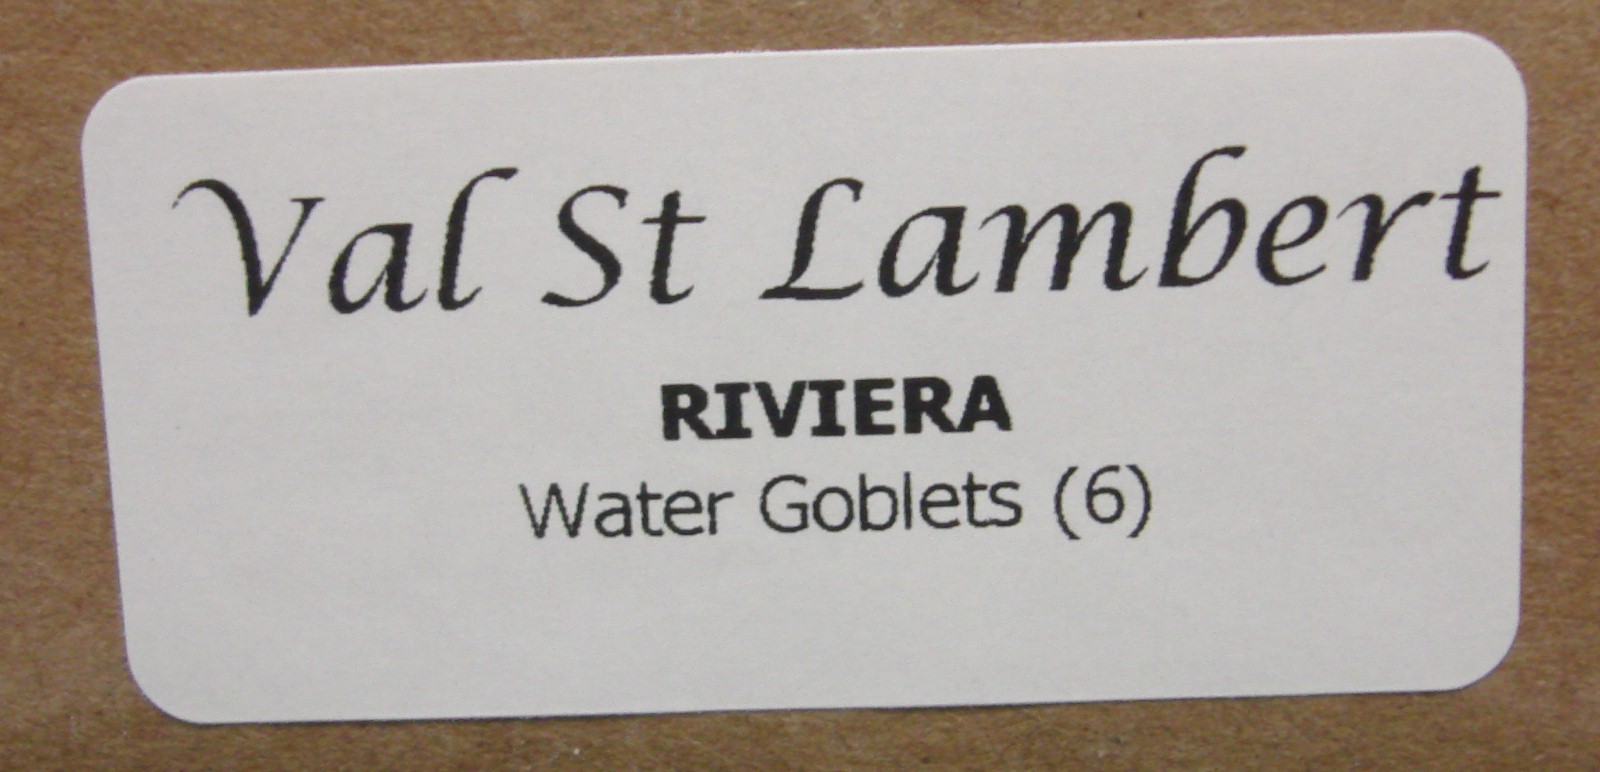 Val St Lambert
RIVIERA
Water Goblets (6)